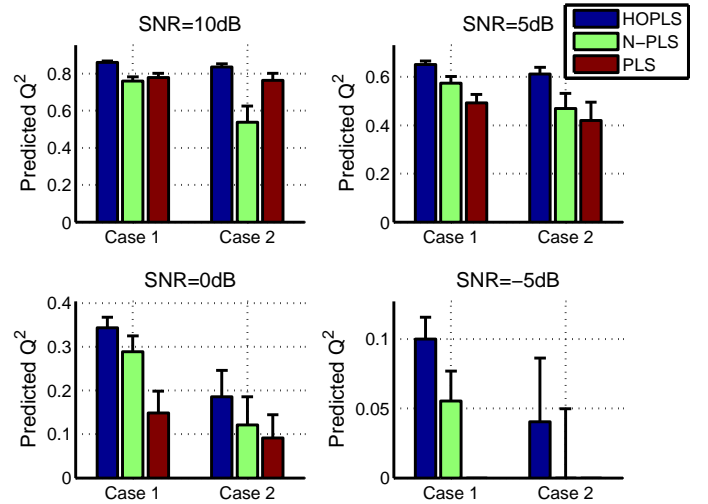 SNR=10dB
Predicted Q²
0.8
0.6
0.4
0.2
0
Case 1
Case 2
SNR=5dB
HOPLS
N−PLS
PLS
Predicted Q²
0.6
0.4
0.2
0
Case 1
Case 2
SNR=0dB
Predicted Q²
0.4
0.3
0.2
0.1
0
Case 1
Case 2
SNR=−5dB
Predicted Q²
0.1
0.05
0
Case 1
Case 2